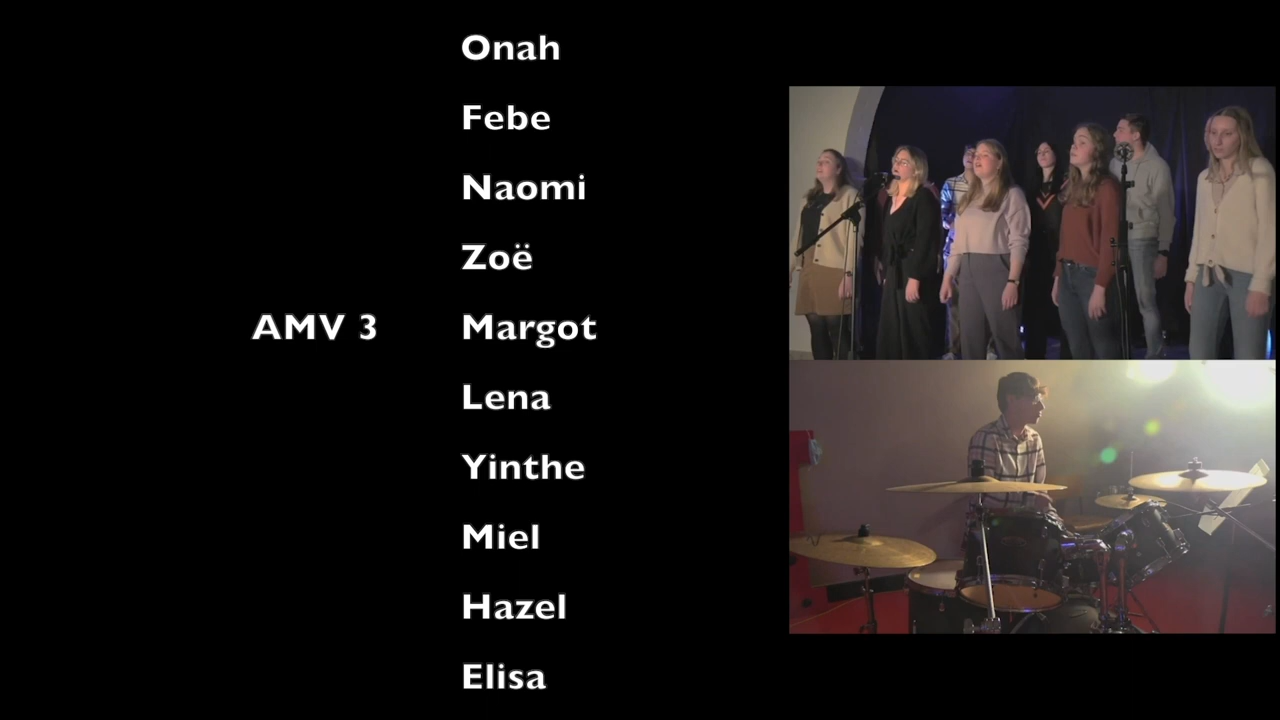 Onah
Febe
Naomi
Zoë
AMV 3 Margot
Lena
Yinthe
Miel
Hazel
Elisa